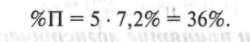 %П = 5 · 7,2% = 36%.